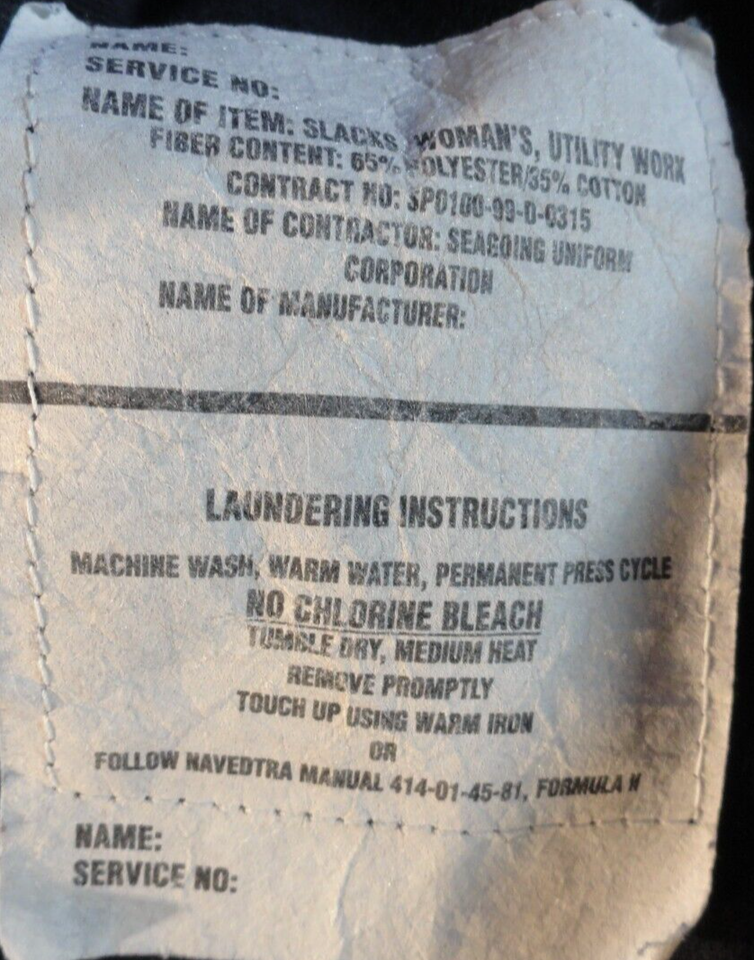 NAME:
SERVICE NO:
NAME OF ITEM: SLACKS WOMAN'S, UTILITY WORK
FIBER CONTENT: 65% POLYESTER/35% COTTON
CONTRACT NO: SP0100-99-D-0315
NAME OF CONTRACTOR: SEAGOING UNIFORM
CORPORATION
NAME OF MANUFACTURER:
LAUNDERING INSTRUCTIONS
MACHINE WASH, WARM WATER, PERMANENT PRESS CYCLE
NO CHLORINE BLEACH
TUMBLE DRY, MEDIUM HEAT
REMOVE PROMPTLY
TOUCH UP USING WARM IRON
OR
FOLLOW NAVEDTRA MANUAL 414-01-45-81, FORMULA II
NAME:
SERVICE NO: